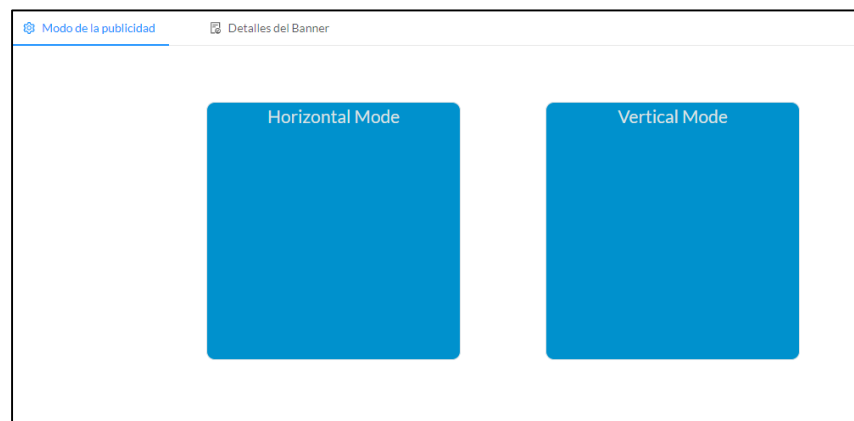 Modo de la publicidad
Detalles del Banner
Horizontal Mode
Vertical Mode